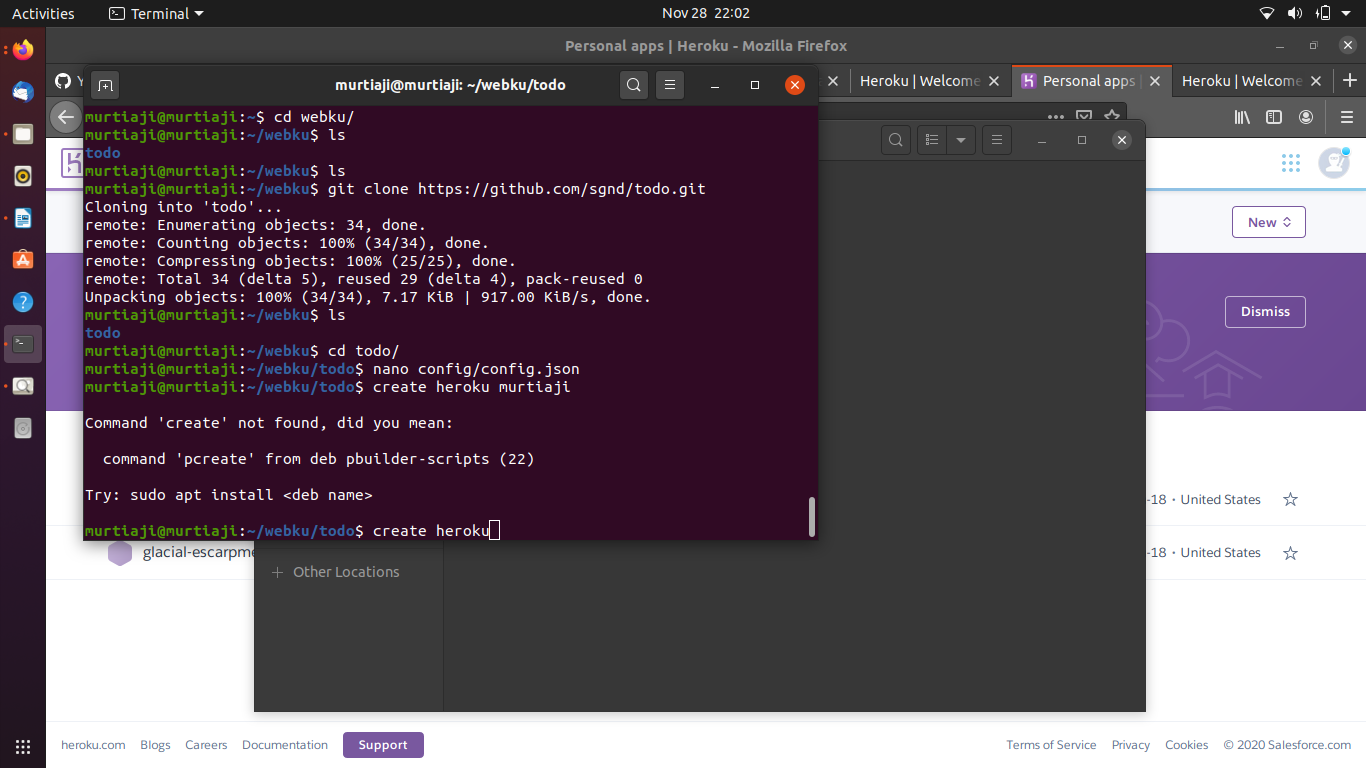 Activities
Terminal
Nov 28 22:02
Personal apps | Heroku - Mozilla Firefox
murtiaji@murtiaji: ~/webku/todo
Heroku | Welcome
Personal apps
Heroku | Welcome
murtiaji@murtiaji:~$ cd webku/
murtiaji@murtiaji:~/webku$ ls
todo
murtiaji@murtiaji:~/webku$ ls
murtiaji@murtiaji:~/webku$ git clone https://github.com/sgnd/todo.git
Cloning into 'todo'...
remote: Enumerating objects: 34, done.
remote: Counting objects: 100% (34/34), done.
remote: Compressing objects: 100% (25/25), done.
remote: Total 34 (delta 5), reused 29 (delta 4), pack-reused 0
Unpacking objects: 100% (34/34), 7.17 KiB | 917.00 KiB/s, done.
murtiaji@murtiaji:~/webku$ ls
todo
murtiaji@murtiaji:~/webku$ cd todo/
murtiaji@murtiaji:~/webku/todo$ nano config/config.json
murtiaji@murtiaji:~/webku/todo$ create heroku murtiaji
Command 'create' not found, did you mean:
command 'pcreate' from deb pbuilder-scripts (22)
Try: sudo apt install <deb name>
murtiaji@murtiaji:~/webku/todo$ create heroku
New
Dismiss
-18 · United States
glacial-escarpme
-18 · United States
Other Locations
heroku.com Blogs Careers Documentation Support
Terms of Service Privacy Cookies © 2020 Salesforce.com